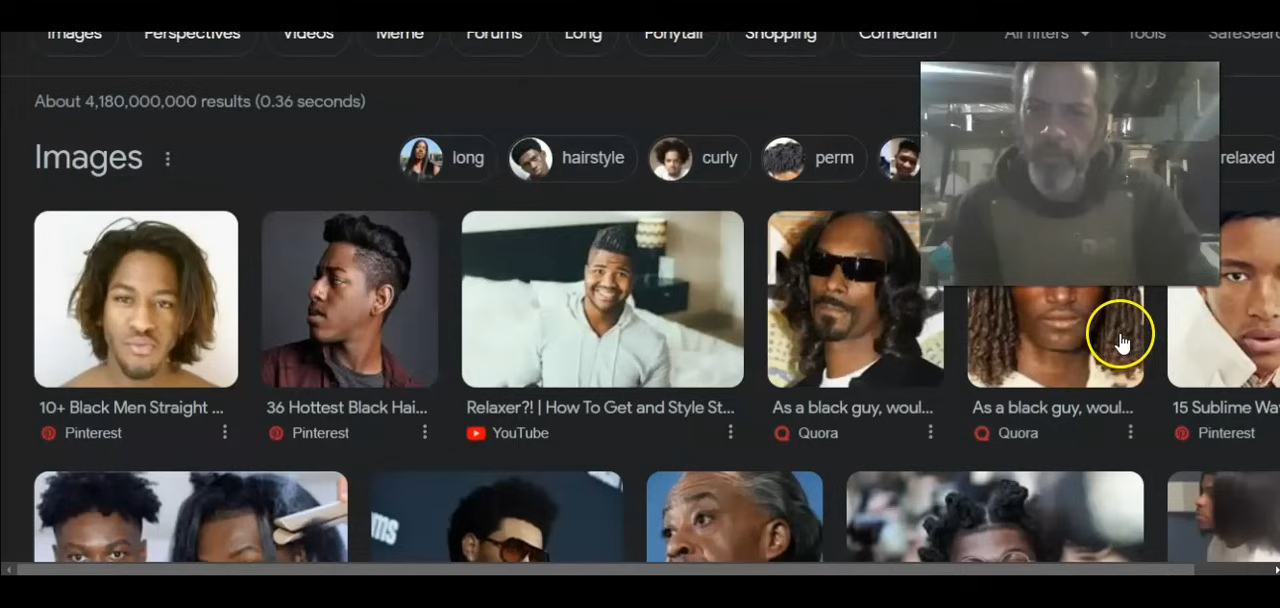 Images Perspectives Videos Meme Forums Long Ponytail Shopping Comedian All filters Tools
About 4,180,000,000 results (0.36 seconds)
Images long hairstyle curly perm relaxed
10+ Black Men Straight ... 36 Hottest Black Hai... Relaxer?! | How To Get and Style St... As a black guy, woul... As a black guy, woul... 15 Sublime
Pinterest Pinterest YouTube Quora Quora Pinterest
ms